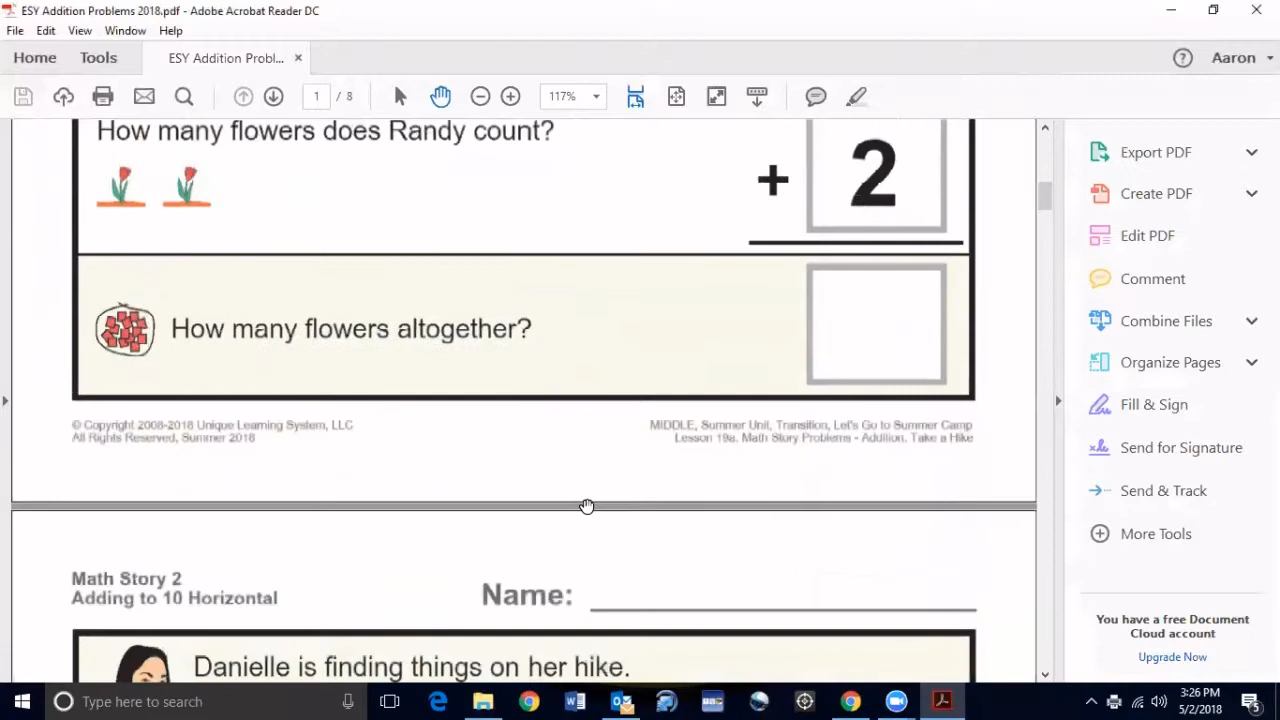 ESY Addition Problems 2018.pdf - Adobe Acrobat Reader DC
File Edit View Window Help
Home Tools ESY Addition Probl... × Aaron
1 / 8 117%
How many flowers does Randy count?
+ 2
How many flowers altogether?
© Copyright 2008-2018 Unique Learning System, LLC
All Rights Reserved, Summer 2018
MIDDLE, Summer Unit, Transition, Let's Go to Summer Camp
Lesson 19a. Math Story Problems - Addition. Take a Hike
Math Story 2
Adding to 10 Horizontal
Name:
Danielle is finding things on her hike.
Export PDF
Create PDF
Edit PDF
Comment
Combine Files
Organize Pages
Fill & Sign
Send for Signature
Send & Track
More Tools
You have a free Document
Cloud account
Upgrade Now
Type here to search
3:26 PM
5/2/2018
5